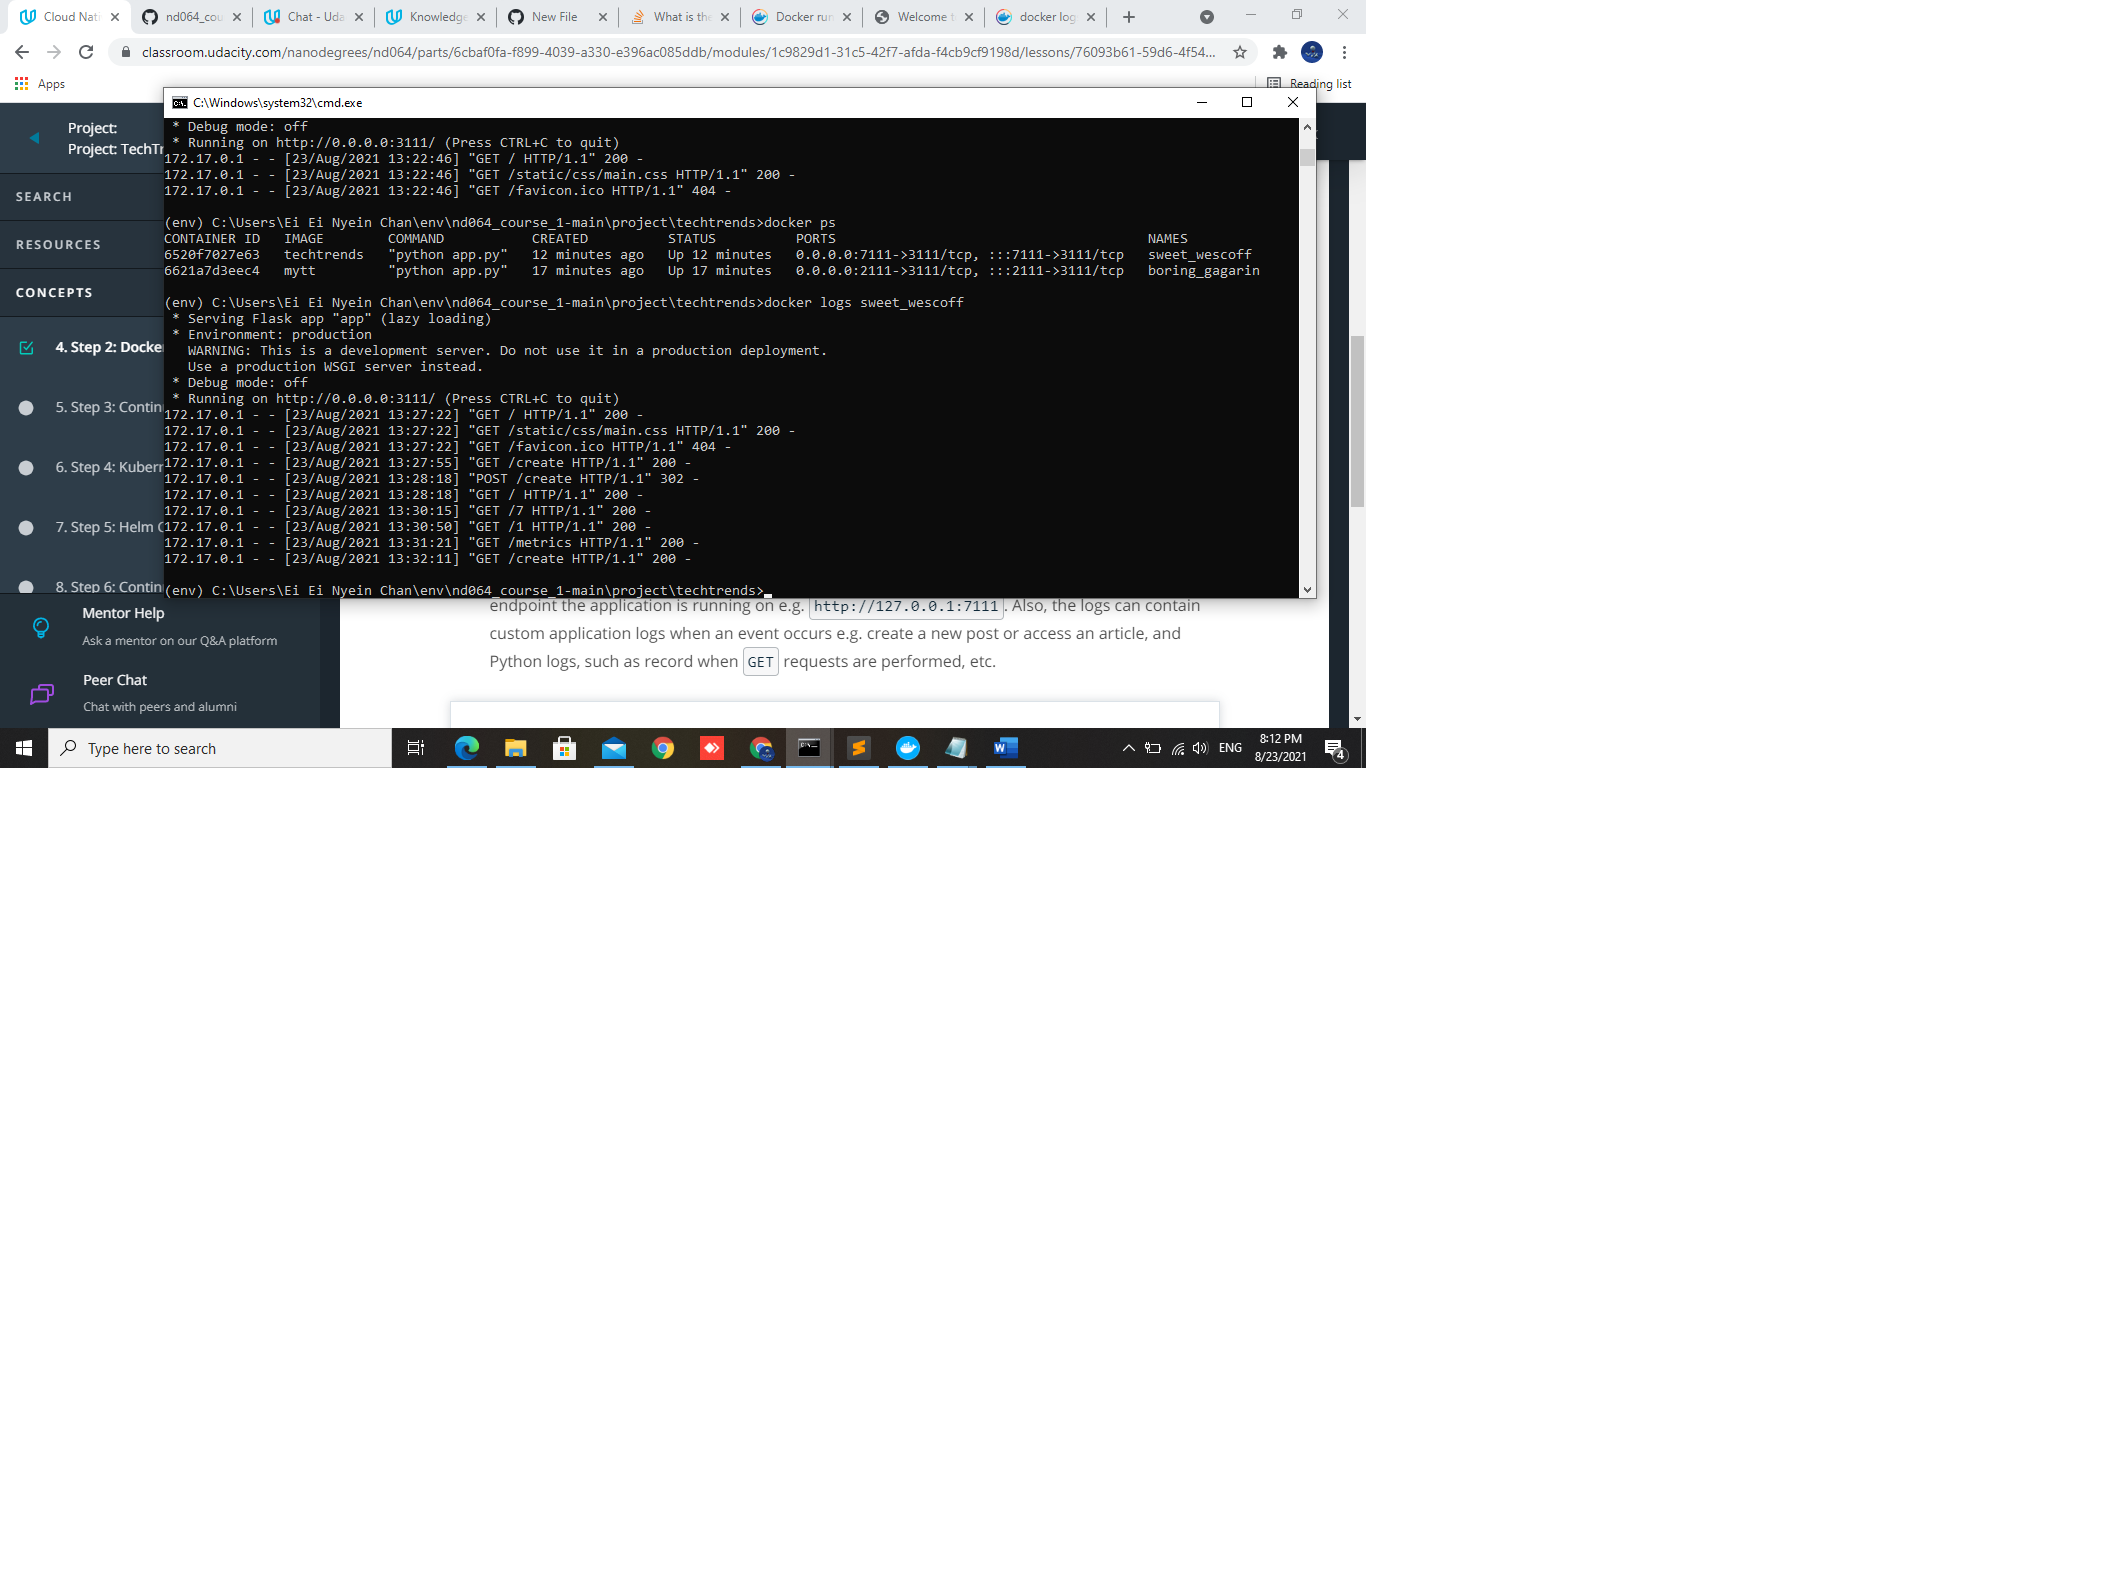 Cloud Nati
nd064_cou
Chat - Uda
Knowledge
New File
What is the
Docker run
Welcome t
docker log
classroom.udacity.com/nanodegrees/nd064/parts/6cbaf0fa-f899-4039-a330-e396ac085ddb/modules/1c9829d1-31c5-42f7-afda-f4cb9cf9198d/lessons/76093b61-59d6-4f54...
Apps
Reading list
C:\Windows\system32\cmd.exe
Project:
Project: TechTr
SEARCH
RESOURCES
CONCEPTS
4. Step 2: Docke
5. Step 3: Contin
6. Step 4: Kubern
7. Step 5: Helm C
8. Step 6: Contin
Mentor Help
Ask a mentor on our Q&A platform
Peer Chat
Chat with peers and alumni
 * Debug mode: off
 * Running on http://0.0.0.0:3111/ (Press CTRL+C to quit)
172.17.0.1 - - [23/Aug/2021 13:22:46] "GET / HTTP/1.1" 200 -
172.17.0.1 - - [23/Aug/2021 13:22:46] "GET /static/css/main.css HTTP/1.1" 200 -
172.17.0.1 - - [23/Aug/2021 13:22:46] "GET /favicon.ico HTTP/1.1" 404 -
(env) C:\Users\Ei Ei Nyein Chan\env\nd064_course_1-main\project\techtrends>docker ps
CONTAINER ID   IMAGE        COMMAND           CREATED          STATUS          PORTS                                       NAMES
6520f7027e63   techtrends   "python app.py"   12 minutes ago   Up 12 minutes   0.0.0.0:7111->3111/tcp, :::7111->3111/tcp   sweet_wescoff
6621a7d3eec4   mytt         "python app.py"   17 minutes ago   Up 17 minutes   0.0.0.0:2111->3111/tcp, :::2111->3111/tcp   boring_gagarin
(env) C:\Users\Ei Ei Nyein Chan\env\nd064_course_1-main\project\techtrends>docker logs sweet_wescoff
 * Serving Flask app "app" (lazy loading)
 * Environment: production
   WARNING: This is a development server. Do not use it in a production deployment.
   Use a production WSGI server instead.
 * Debug mode: off
 * Running on http://0.0.0.0:3111/ (Press CTRL+C to quit)
172.17.0.1 - - [23/Aug/2021 13:27:22] "GET / HTTP/1.1" 200 -
172.17.0.1 - - [23/Aug/2021 13:27:22] "GET /static/css/main.css HTTP/1.1" 200 -
172.17.0.1 - - [23/Aug/2021 13:27:22] "GET /favicon.ico HTTP/1.1" 404 -
172.17.0.1 - - [23/Aug/2021 13:27:55] "GET /create HTTP/1.1" 200 -
172.17.0.1 - - [23/Aug/2021 13:28:18] "POST /create HTTP/1.1" 302 -
172.17.0.1 - - [23/Aug/2021 13:28:18] "GET / HTTP/1.1" 200 -
172.17.0.1 - - [23/Aug/2021 13:30:15] "GET /7 HTTP/1.1" 200 -
172.17.0.1 - - [23/Aug/2021 13:30:50] "GET /1 HTTP/1.1" 200 -
172.17.0.1 - - [23/Aug/2021 13:31:21] "GET /metrics HTTP/1.1" 200 -
172.17.0.1 - - [23/Aug/2021 13:32:11] "GET /create HTTP/1.1" 200 -
(env) C:\Users\Ei Ei Nyein Chan\env\nd064_course_1-main\project\techtrends>
endpoint the application is running on e.g. http://127.0.0.1:7111 . Also, the logs can contain
custom application logs when an event occurs e.g. create a new post or access an article, and
Python logs, such as record when GET requests are performed, etc.
Type here to search
ENG
8:12 PM
8/23/2021
4